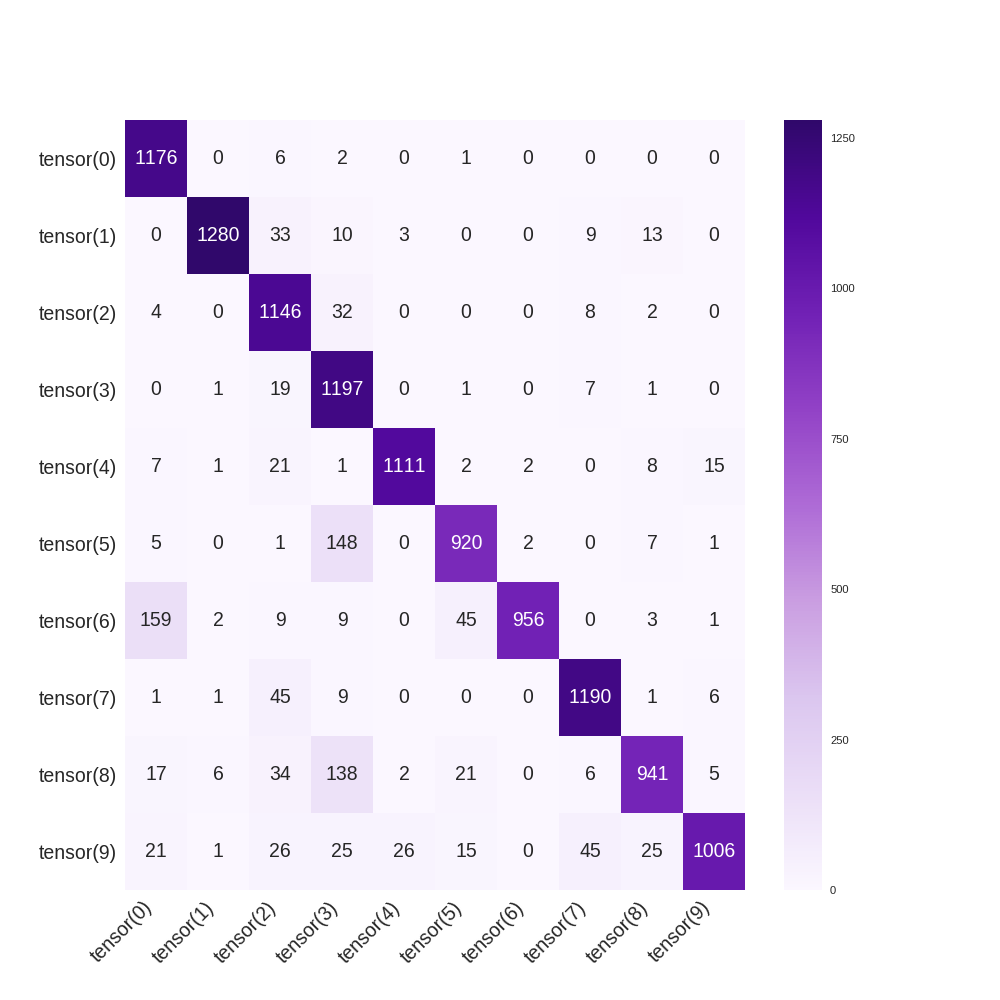 tensor(0) 1176 0 6 2 0 1 0 0 0 0
tensor(1) 0 1280 33 10 3 0 0 9 13 0
tensor(2) 4 0 1146 32 0 0 0 8 2 0
tensor(3) 0 1 19 1197 0 1 0 7 1 0
tensor(4) 7 1 21 1 1111 2 2 0 8 15
tensor(5) 5 0 1 148 0 920 2 0 7 1
tensor(6) 159 2 9 9 0 45 956 0 3 1
tensor(7) 1 1 45 9 0 0 0 1190 1 6
tensor(8) 17 6 34 138 2 21 0 6 941 5
tensor(9) 21 1 26 25 26 15 0 45 25 1006
tensor(0) tensor(1) tensor(2) tensor(3) tensor(4) tensor(5) tensor(6) tensor(7) tensor(8) tensor(9)
1250
1000
750
500
250
0